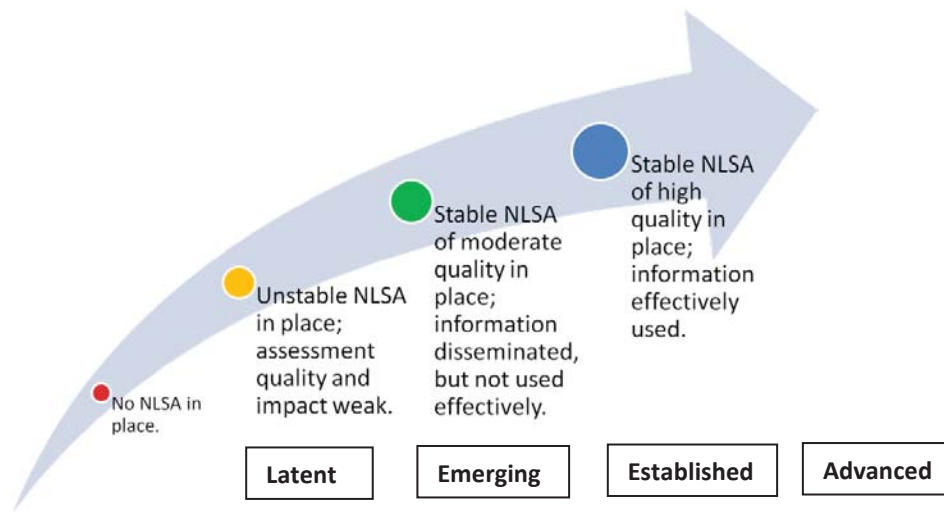 No NLSA in
place.
Unstable NLSA
in place;
assessment
quality and
impact weak.
Stable NLSA
of moderate
quality in
place;
information
disseminated,
but not used
effectively.
Stable NLSA
of high
quality in
place;
information
effectively
used.
Latent
Emerging
Established
Advanced